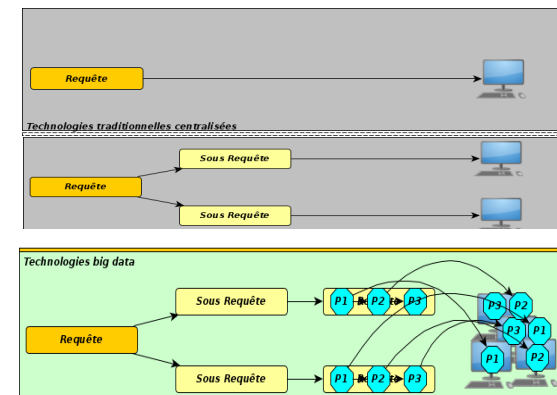 Requête
Technologies traditionnelles centralisées
Sous Requête
Requête
Sous Requête
Technologies big data
Sous Requête
P1 P2 P3
P3 P2
P3 P1
P1 P2
Requête
Sous Requête
P1 P2 P3